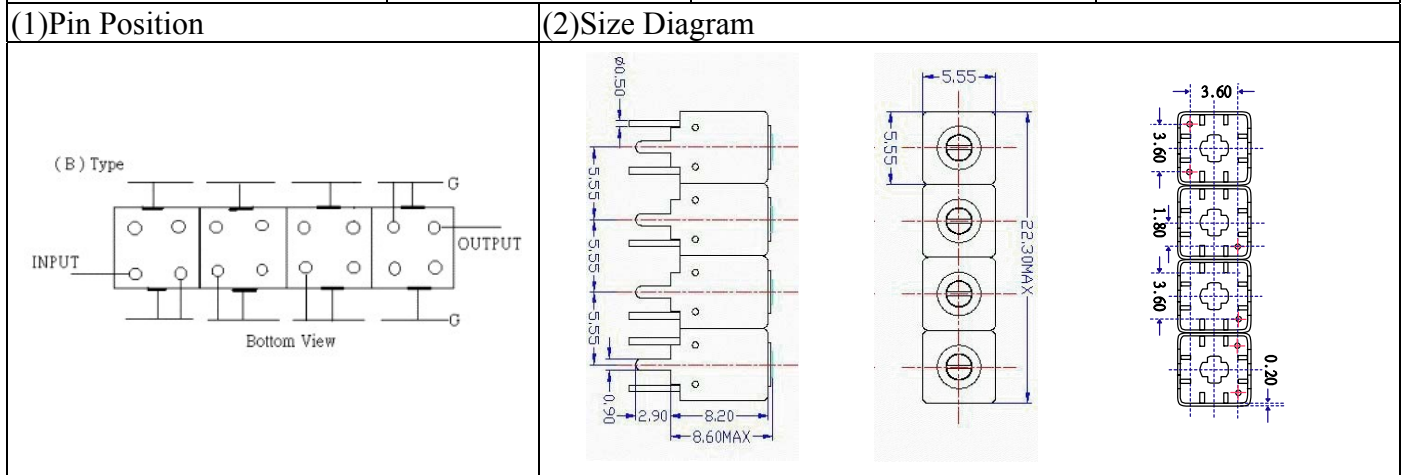 (1)Pin Position
(2)Size Diagram
(B) Type
G
OUTPUT
INPUT
G
Bottom View
ø0.50
5.55
5.55
5.55
0.90
2.90
8.20
8.60MAX
5.55
5.55
22.30MAX
3.60
3.60
1.80
3.60
0.20